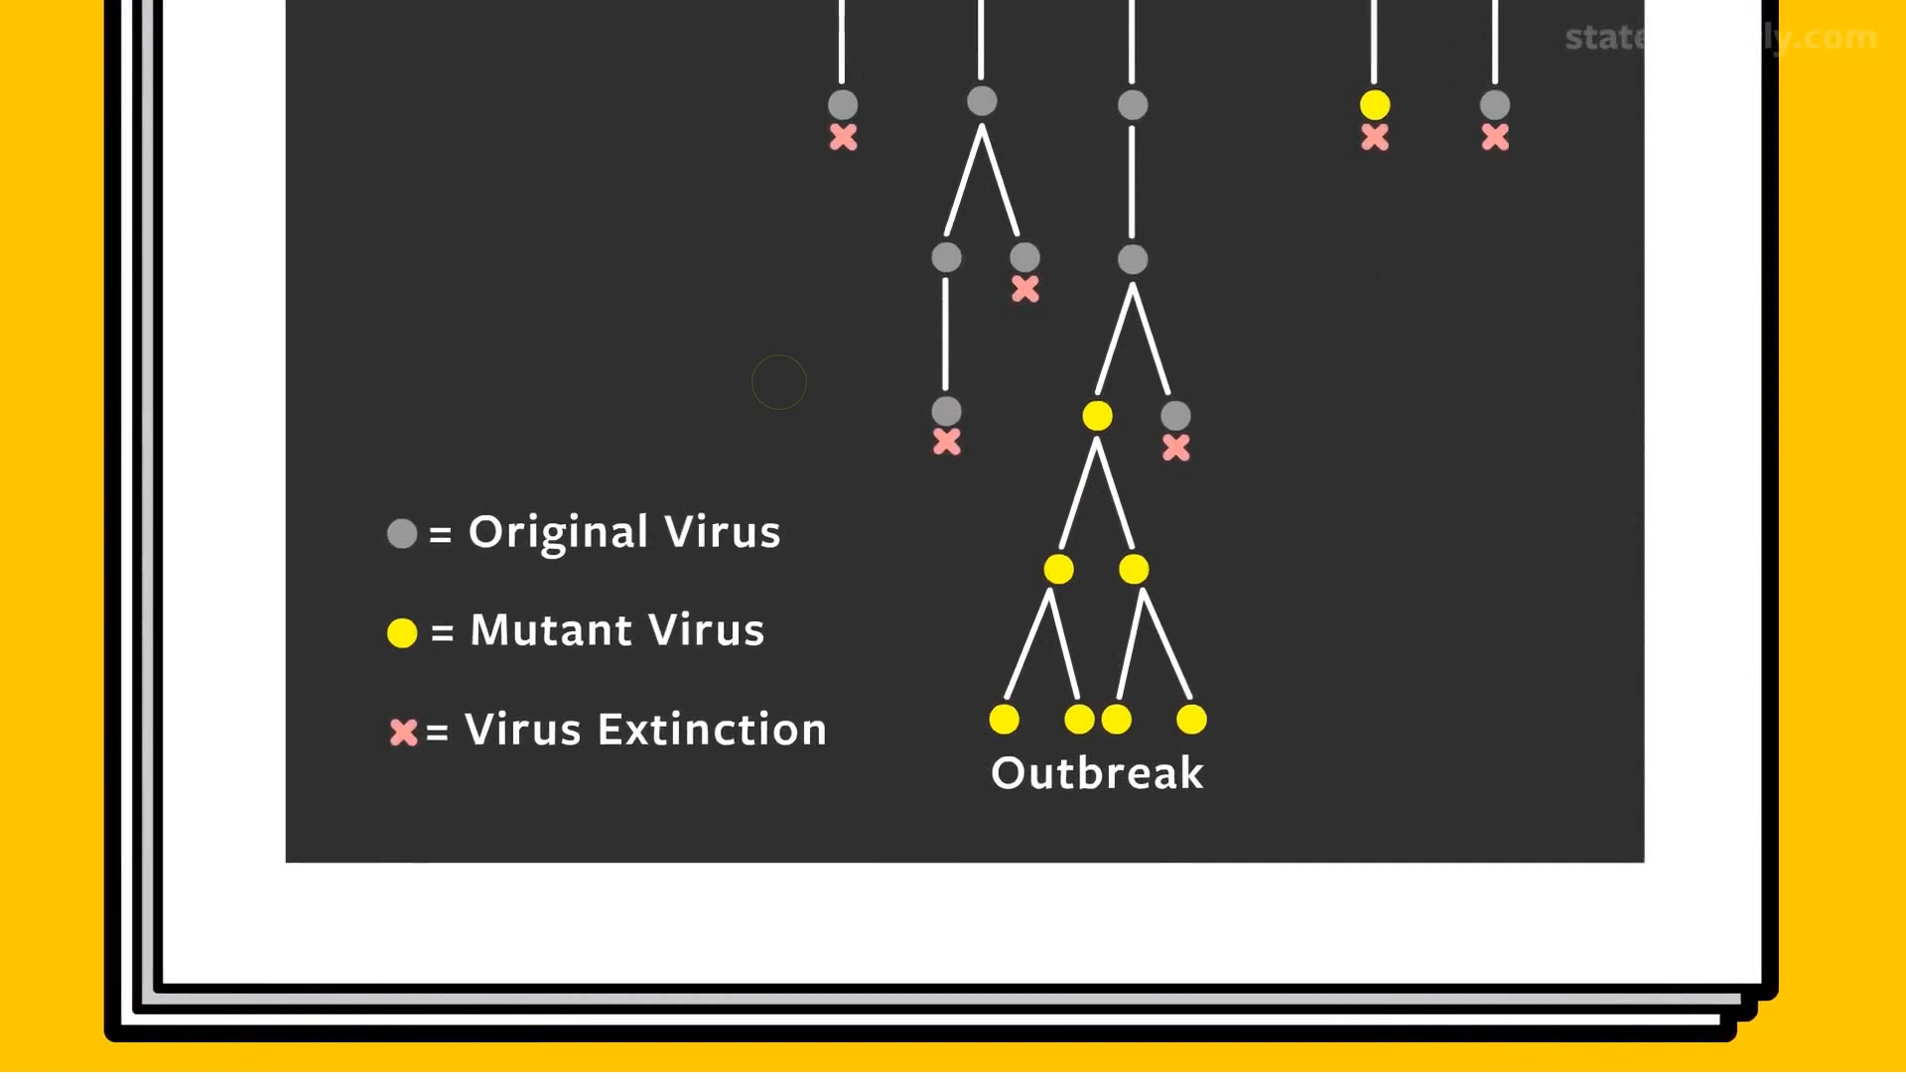 = Original Virus
= Mutant Virus
= Virus Extinction
Outbreak